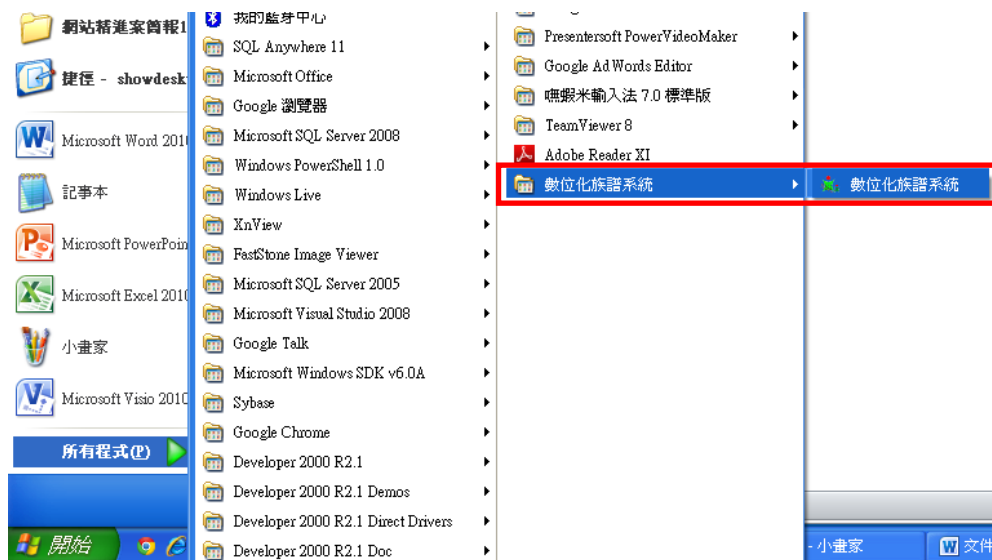 網站精進案簡報1
捷徑 - showdesk
Microsoft Word 201
記事本
Microsoft PowerPoin
Microsoft Excel 2010
小畫家
Microsoft Visio 2010
所有程式(P)
開始
我的藍芽中心
SQL Anywhere 11
Microsoft Office
Google 瀏覽器
Microsoft SQL Server 2008
Windows PowerShell 1.0
Windows Live
XnView
FastStone Image Viewer
Microsoft SQL Server 2005
Microsoft Visual Studio 2008
Google Talk
Microsoft Windows SDK v6.0A
Sybase
Google Chrome
Developer 2000 R2.1
Developer 2000 R2.1 Demos
Developer 2000 R2.1 Direct Drivers
Developer 2000 R2.1 Doc
Presentersoft PowerVideoMaker
Google AdWords Editor
嘸蝦米輸入法 7.0 標準版
TeamViewer 8
Adobe Reader XI
數位化族譜系統
數位化族譜系統
- 小畫家
文件